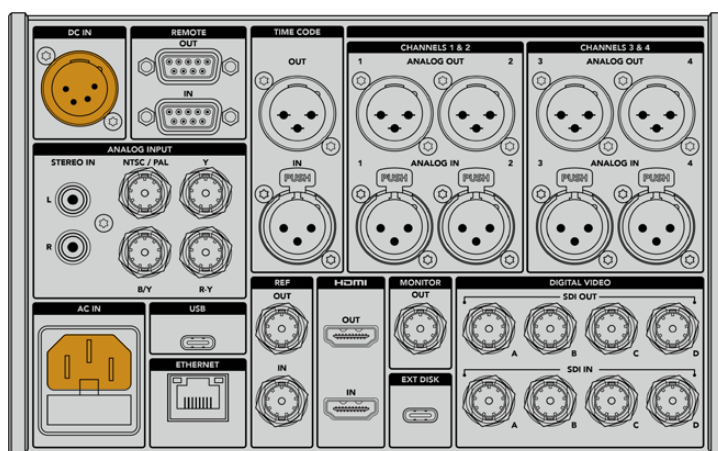 DC IN
REMOTE
OUT
IN
TIME CODE
OUT
IN
CHANNELS 1 & 2
1 ANALOG OUT 2
1 ANALOG IN 2
PUSH PUSH
CHANNELS 3 & 4
3 ANALOG OUT 4
3 ANALOG IN 4
PUSH PUSH
PUSH
ANALOG INPUT
STEREO IN NTSC / PAL Y
L
R
B/Y R-Y
AC IN
USB
ETHERNET
REF
OUT
IN
HDMI
OUT
IN
MONITOR
OUT
EXT DISK
DIGITAL VIDEO
SDI OUT
A B C D
SDI IN
A B C D